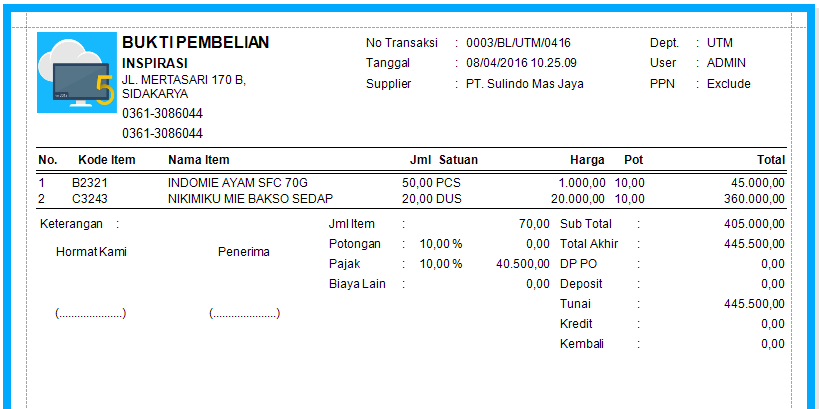 BUKTI PEMBELIAN
INSPIRASI
JL. MERTASARI 170 B,
SIDAKARYA
0361-3086044
0361-3086044
5
No Transaksi : 0003/BL/UTM/0416
Tanggal : 08/04/2016 10.25.09
Supplier : PT. Sulindo Mas Jaya
Dept. : UTM
User : ADMIN
PPN : Exclude
No. Kode Item Nama Item Jml Satuan Harga Pot Total
1 B2321 INDOMIE AYAM SFC 70G 50,00 PCS 1.000,00 10,00 45.000,00
2 C3243 NIKIMIKU MIE BAKSO SEDAP 20,00 DUS 20.000,00 10,00 360.000,00
Keterangan :
Hormat Kami Penerima
(.....................) (.....................)
Jml Item : 70,00
Potongan : 10,00 % 0,00
Pajak : 10,00 % 40.500,00
Biaya Lain : 0,00
Sub Total : 405.000,00
Total Akhir : 445.500,00
DP PO : 0,00
Deposit : 0,00
Tunai : 445.500,00
Kredit : 0,00
Kembali : 0,00